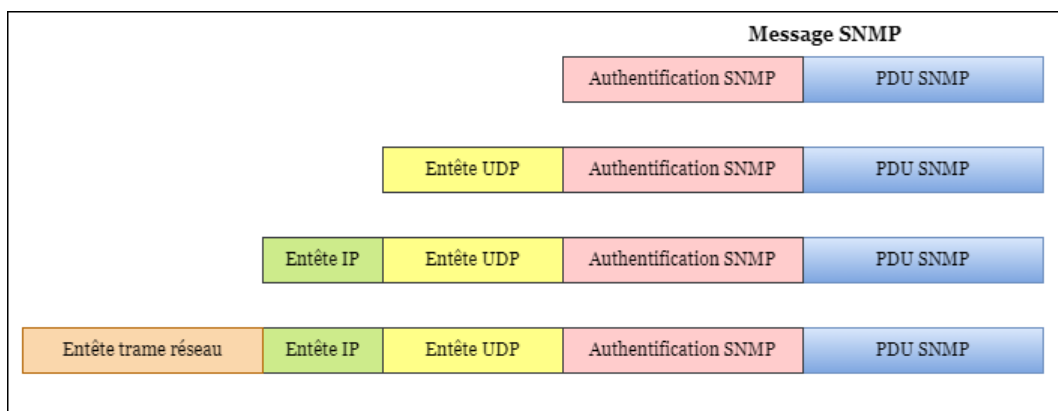 Message SNMP
Authentification SNMP PDU SNMP
Entête UDP Authentification SNMP PDU SNMP
Entête IP Entête UDP Authentification SNMP PDU SNMP
Entête trame réseau Entête IP Entête UDP Authentification SNMP PDU SNMP